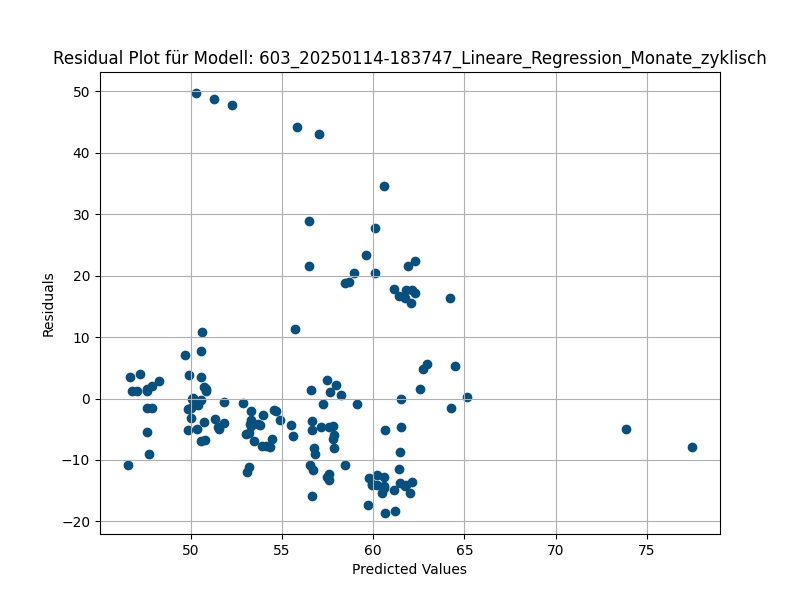 Residual Plot für Modell: 603_20250114-183747_Lineare_Regression_Monate_zyklisch
50
40
30
20
10
0
−10
−20
Residuals
50 55 60 65 70 75
Predicted Values